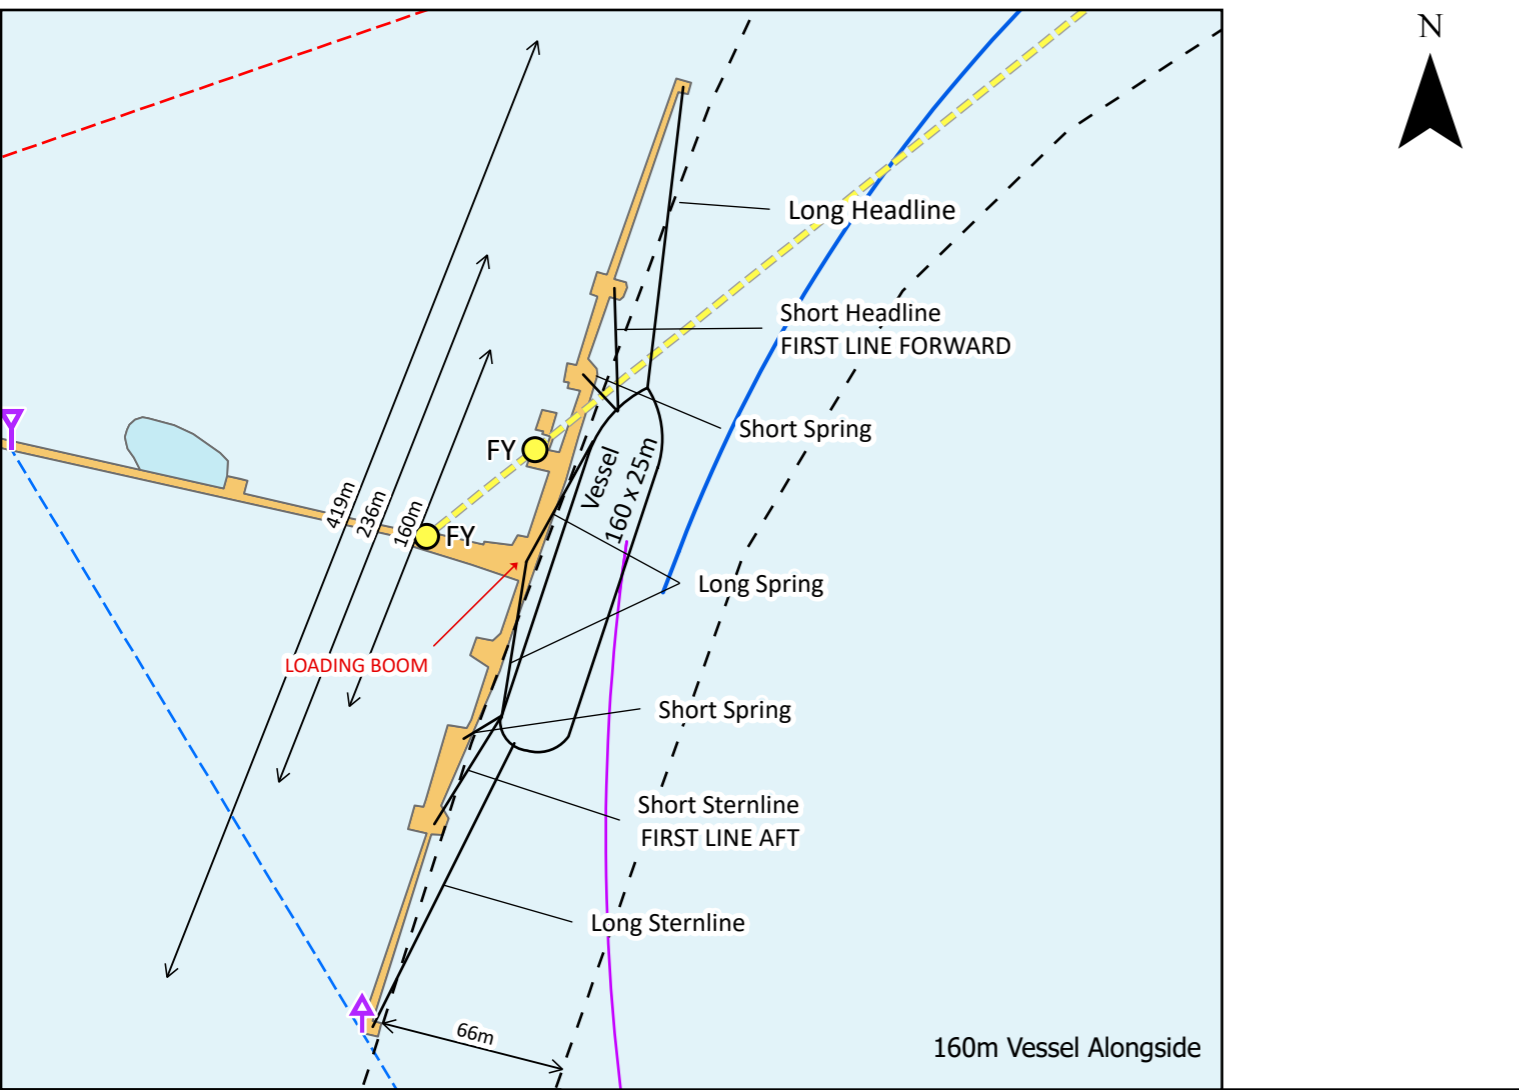 N
Long Headline
Short Headline
FIRST LINE FORWARD
Short Spring
FY
Vessel
160 x 25m
419m
236m
160m
FY
Long Spring
LOADING BOOM
Short Spring
Short Sternline
FIRST LINE AFT
Long Sternline
66m
160m Vessel Alongside